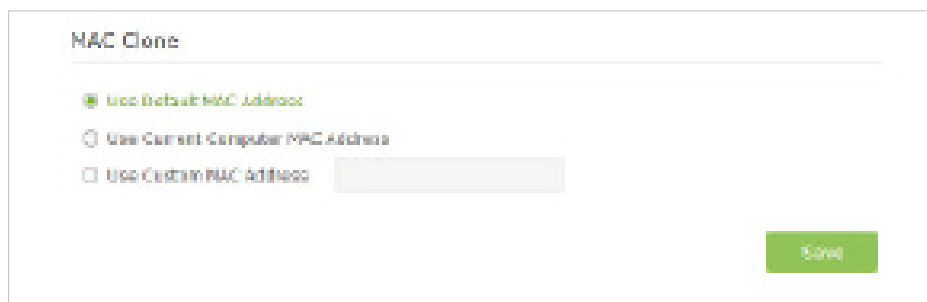 MAC Clone
Use Default MAC Address
Use Current Computer MAC Address
Use Custom MAC Address
Save